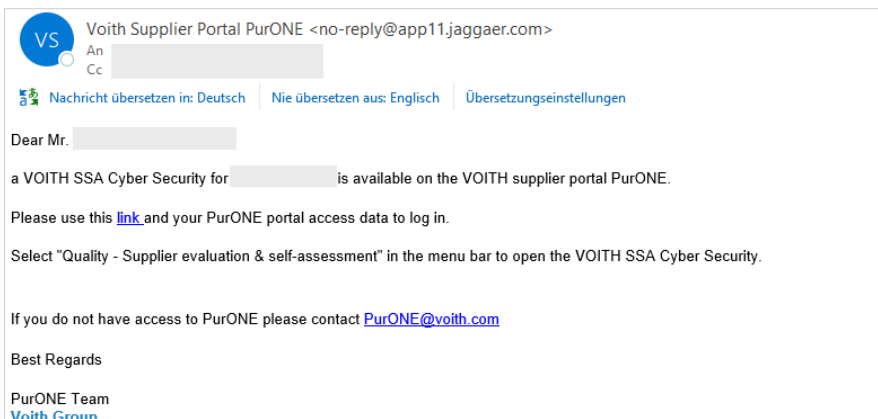 VS
Voith Supplier Portal PurONE <no-reply@app11.jaggaer.com>
An
Cc
Nachricht übersetzen in: Deutsch Nie übersetzen aus: Englisch Übersetzungseinstellungen
Dear Mr.
a VOITH SSA Cyber Security for is available on the VOITH supplier portal PurONE.
Please use this link and your PurONE portal access data to log in.
Select "Quality - Supplier evaluation & self-assessment" in the menu bar to open the VOITH SSA Cyber Security.
If you do not have access to PurONE please contact PurONE@voith.com
Best Regards
PurONE Team
Voith Group